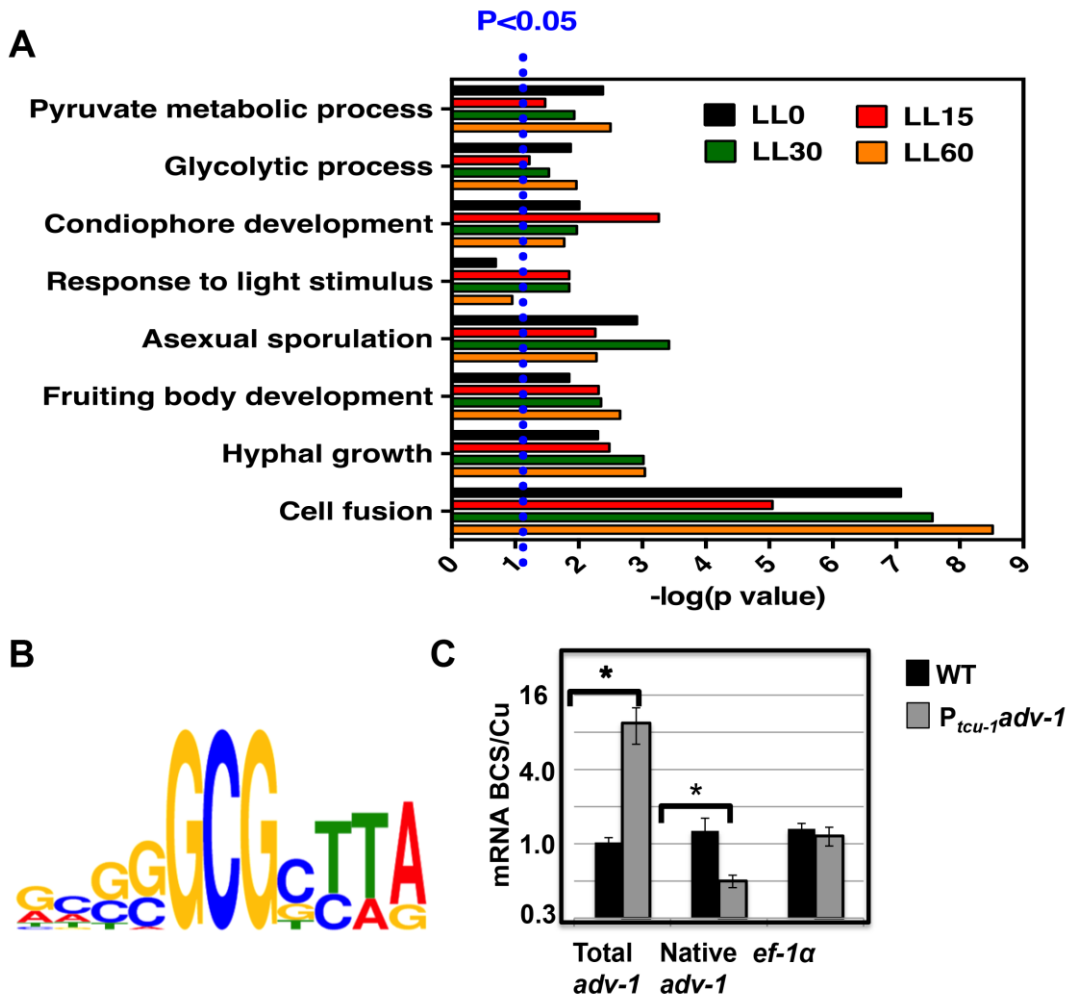 A
P<0.05
Pyruvate metabolic process
Glycolytic process
Condiophore development
Response to light stimulus
Asexual sporulation
Fruiting body development
Hyphal growth
Cell fusion
LL0
LL15
LL30
LL60
0 1 2 3 4 5 6 7 8 9
-log(p value)
B
GCG
TTA
C
mRNA BCS/Cu
16
4.0
1.0
0.3
*
*
Total adv-1
Native adv-1
ef-1α
WT
Ptcu-1adv-1